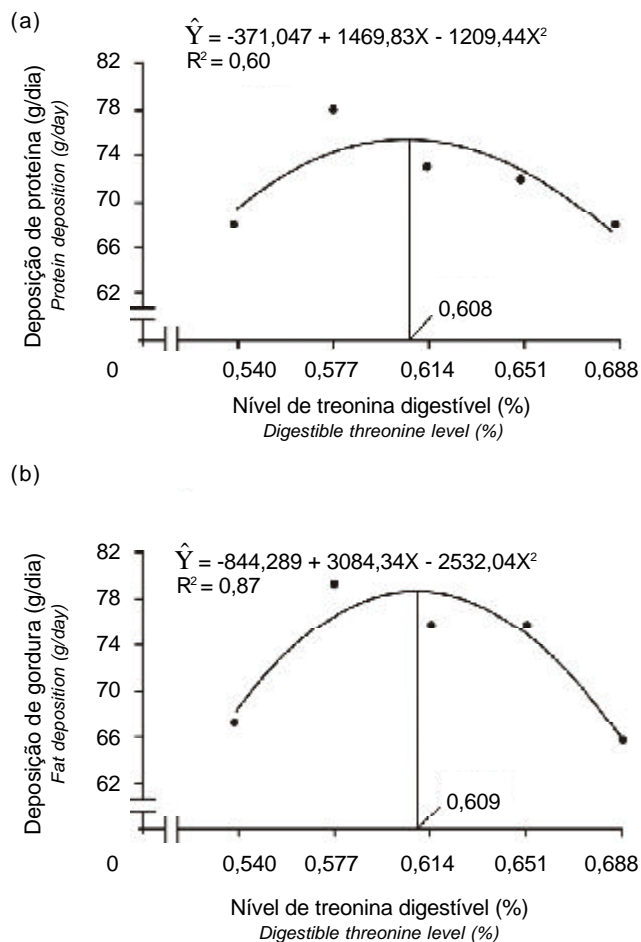 (a)
Ŷ = -371,047 + 1469,83X - 1209,44X²
R² = 0,60
Deposição de proteína (g/dia)
Protein deposition (g/day)
82
78
74
70
66
62
0
0,608
0,540 0,577 0,614 0,651 0,688
Nível de treonina digestível (%)
Digestible threonine level (%)
(b)
Ŷ = -844,289 + 3084,34X - 2532,04X²
R² = 0,87
Deposição de gordura (g/dia)
Fat deposition (g/day)
82
78
74
70
66
62
0
0,609
0,540 0,577 0,614 0,651 0,688
Nível de treonina digestível (%)
Digestible threonine level (%)